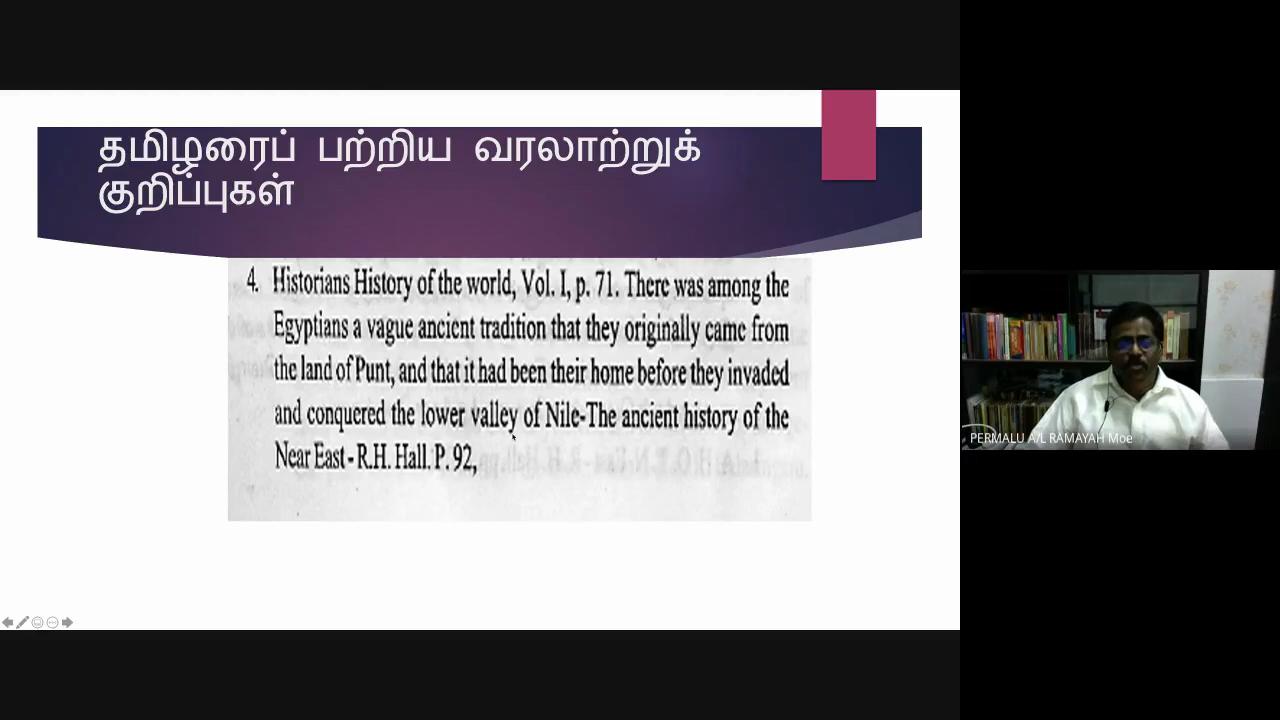 தமிழரைப் பற்றிய வரலாற்றுக்
குறிப்புகள்
4. Historians History of the world, Vol. I, p. 71. There was among the
Egyptians a vague ancient tradition that they originally came from
the land of Punt, and that it had been their home before they invaded
and conquered the lower valley of Nile-The ancient history of the
Near East - R.H. Hall. P. 92,
PERMALU A/L RAMAYAH Moe